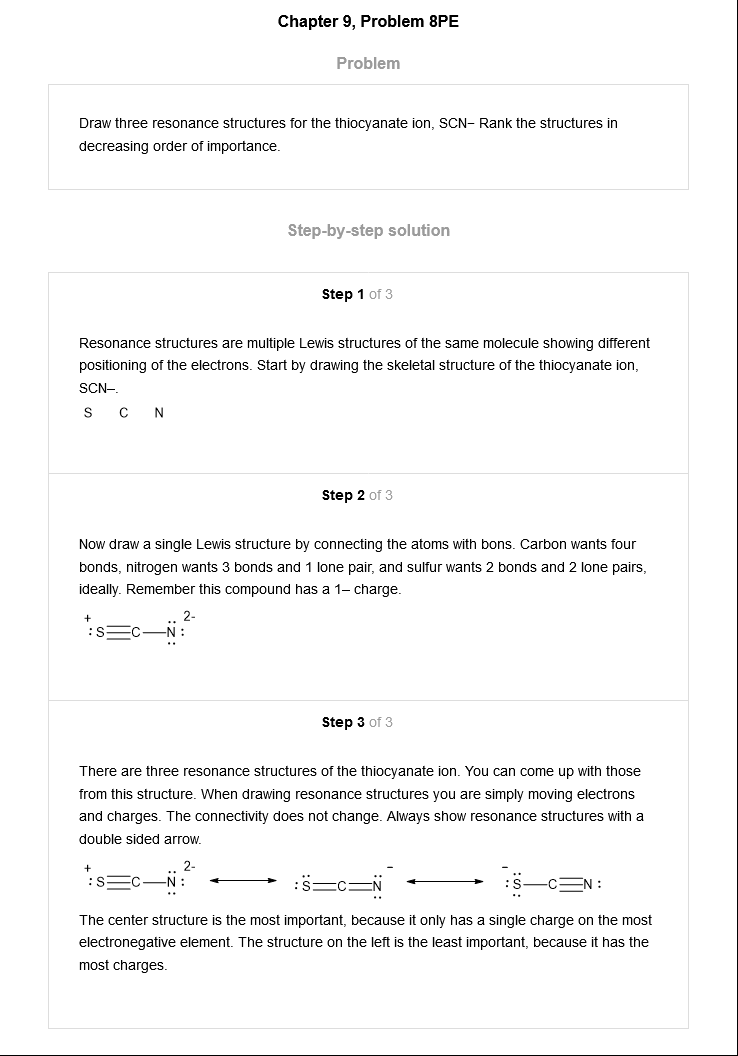 Chapter 9, Problem 8PE
Problem
Draw three resonance structures for the thiocyanate ion, SCN− Rank the structures in
decreasing order of importance.
Step-by-step solution
Step 1 of 3
Resonance structures are multiple Lewis structures of the same molecule showing different
positioning of the electrons. Start by drawing the skeletal structure of the thiocyanate ion,
SCN–.
S C N
Step 2 of 3
Now draw a single Lewis structure by connecting the atoms with bons. Carbon wants four
bonds, nitrogen wants 3 bonds and 1 lone pair, and sulfur wants 2 bonds and 2 lone pairs,
ideally. Remember this compound has a 1– charge.
+ 2-
:S≡C—N:
Step 3 of 3
There are three resonance structures of the thiocyanate ion. You can come up with those
from this structure. When drawing resonance structures you are simply moving electrons
and charges. The connectivity does not change. Always show resonance structures with a
double sided arrow.
+ 2- − −
:S≡C—N: ↔ :S=C=N ↔ :S—C≡N:
The center structure is the most important, because it only has a single charge on the most
electronegative element. The structure on the left is the least important, because it has the
most charges.